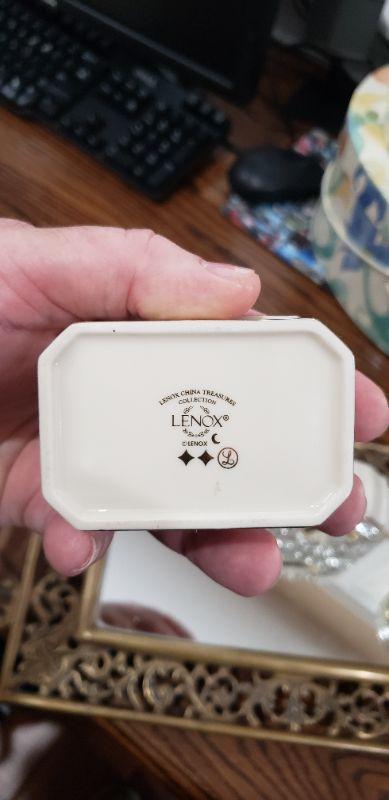 LENOX CHINA TREASURES
COLLECTION
LENOX®
©LENOX
L